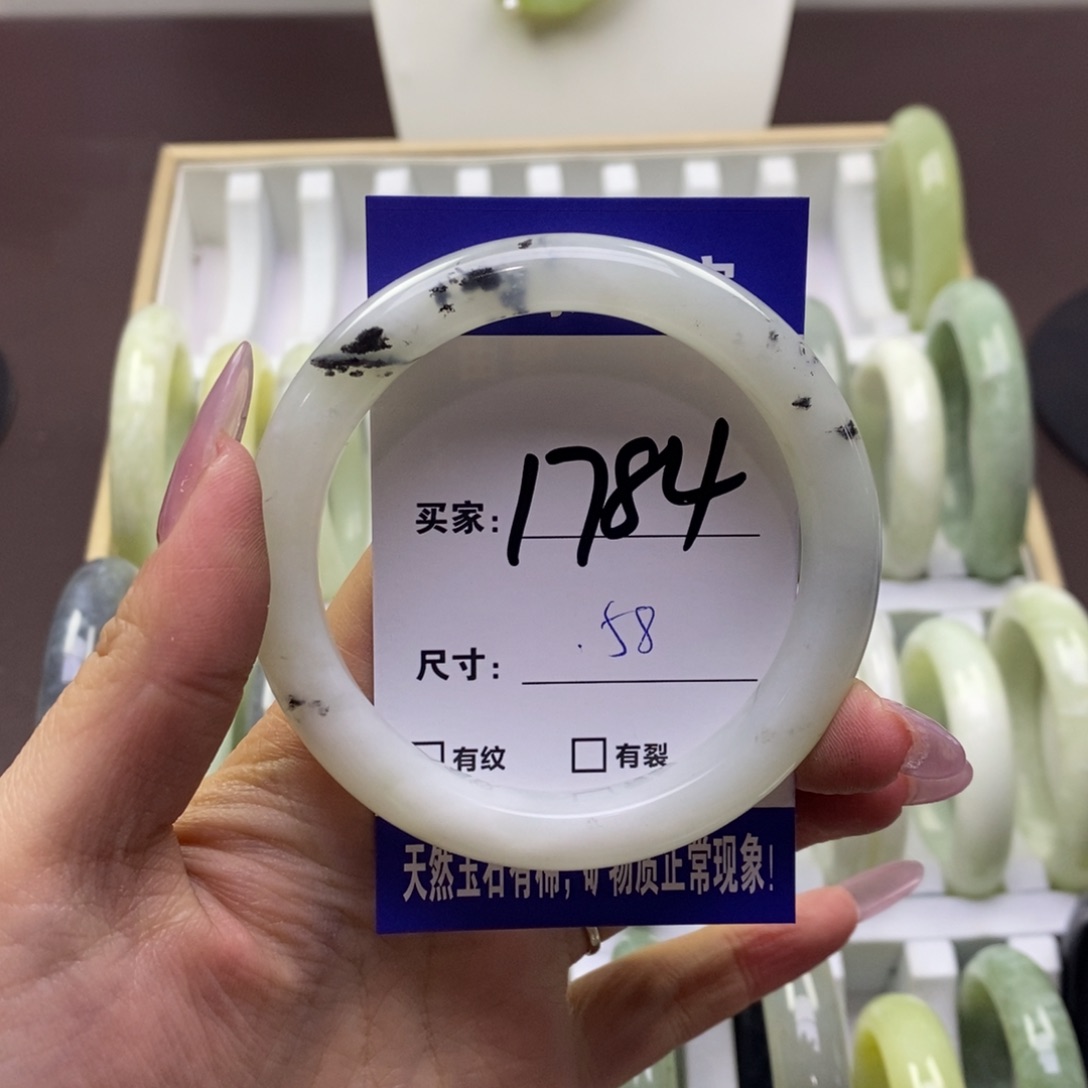 买家: 1784
尺寸: .58
□有纹 □有裂
天然玉石有棉, 矿物质正常现象!